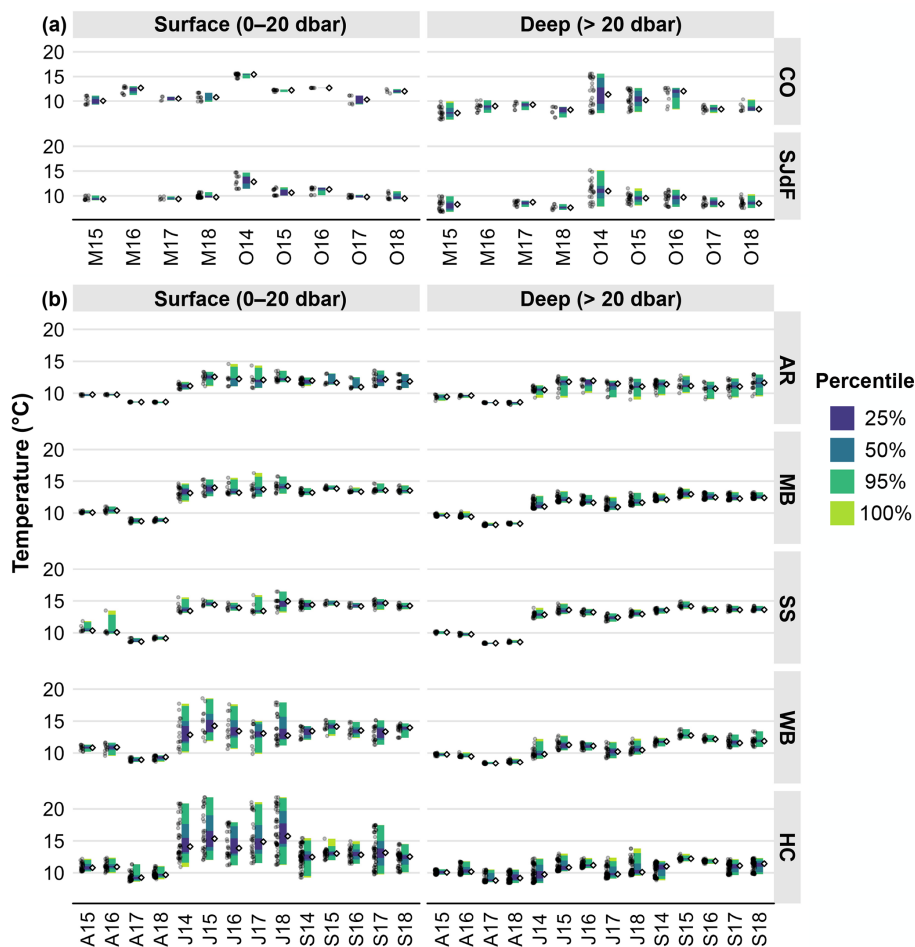 (a)
Surface (0–20 dbar)
Deep (> 20 dbar)
20
15
10
CO
20
15
10
SJdF
M15 M16 M17 M18 O14 O15 O16 O17 O18
M15 M16 M17 M18 O14 O15 O16 O17 O18
(b)
Surface (0–20 dbar)
Deep (> 20 dbar)
Temperature (°C)
20
15
10
AR
20
15
10
MB
20
15
10
SS
20
15
10
WB
20
15
10
HC
A15 A16 A17 A18 J14 J15 J16 J17 J18 S14 S15 S16 S17 S18
A15 A16 A17 A18 J14 J15 J16 J17 J18 S14 S15 S16 S17 S18
Percentile
25%
50%
95%
100%